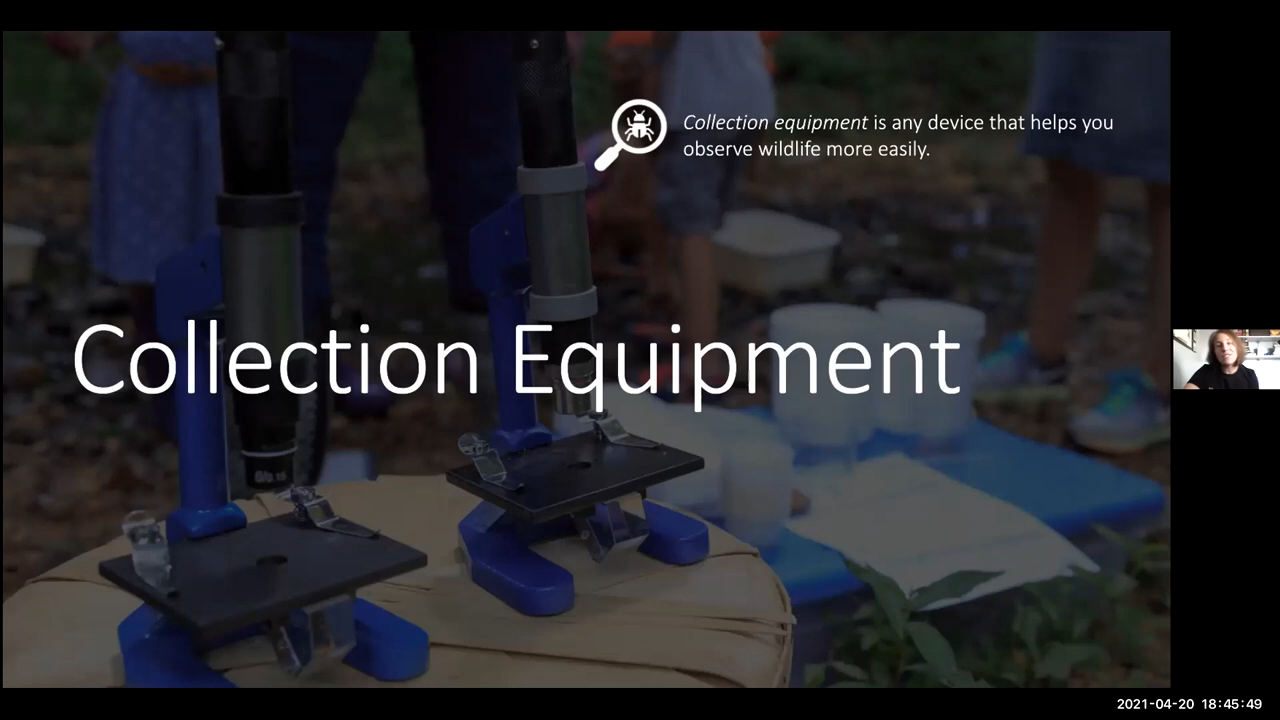 Collection equipment is any device that helps you
observe wildlife more easily.
Collection Equipment
2021-04-20 18:45:49